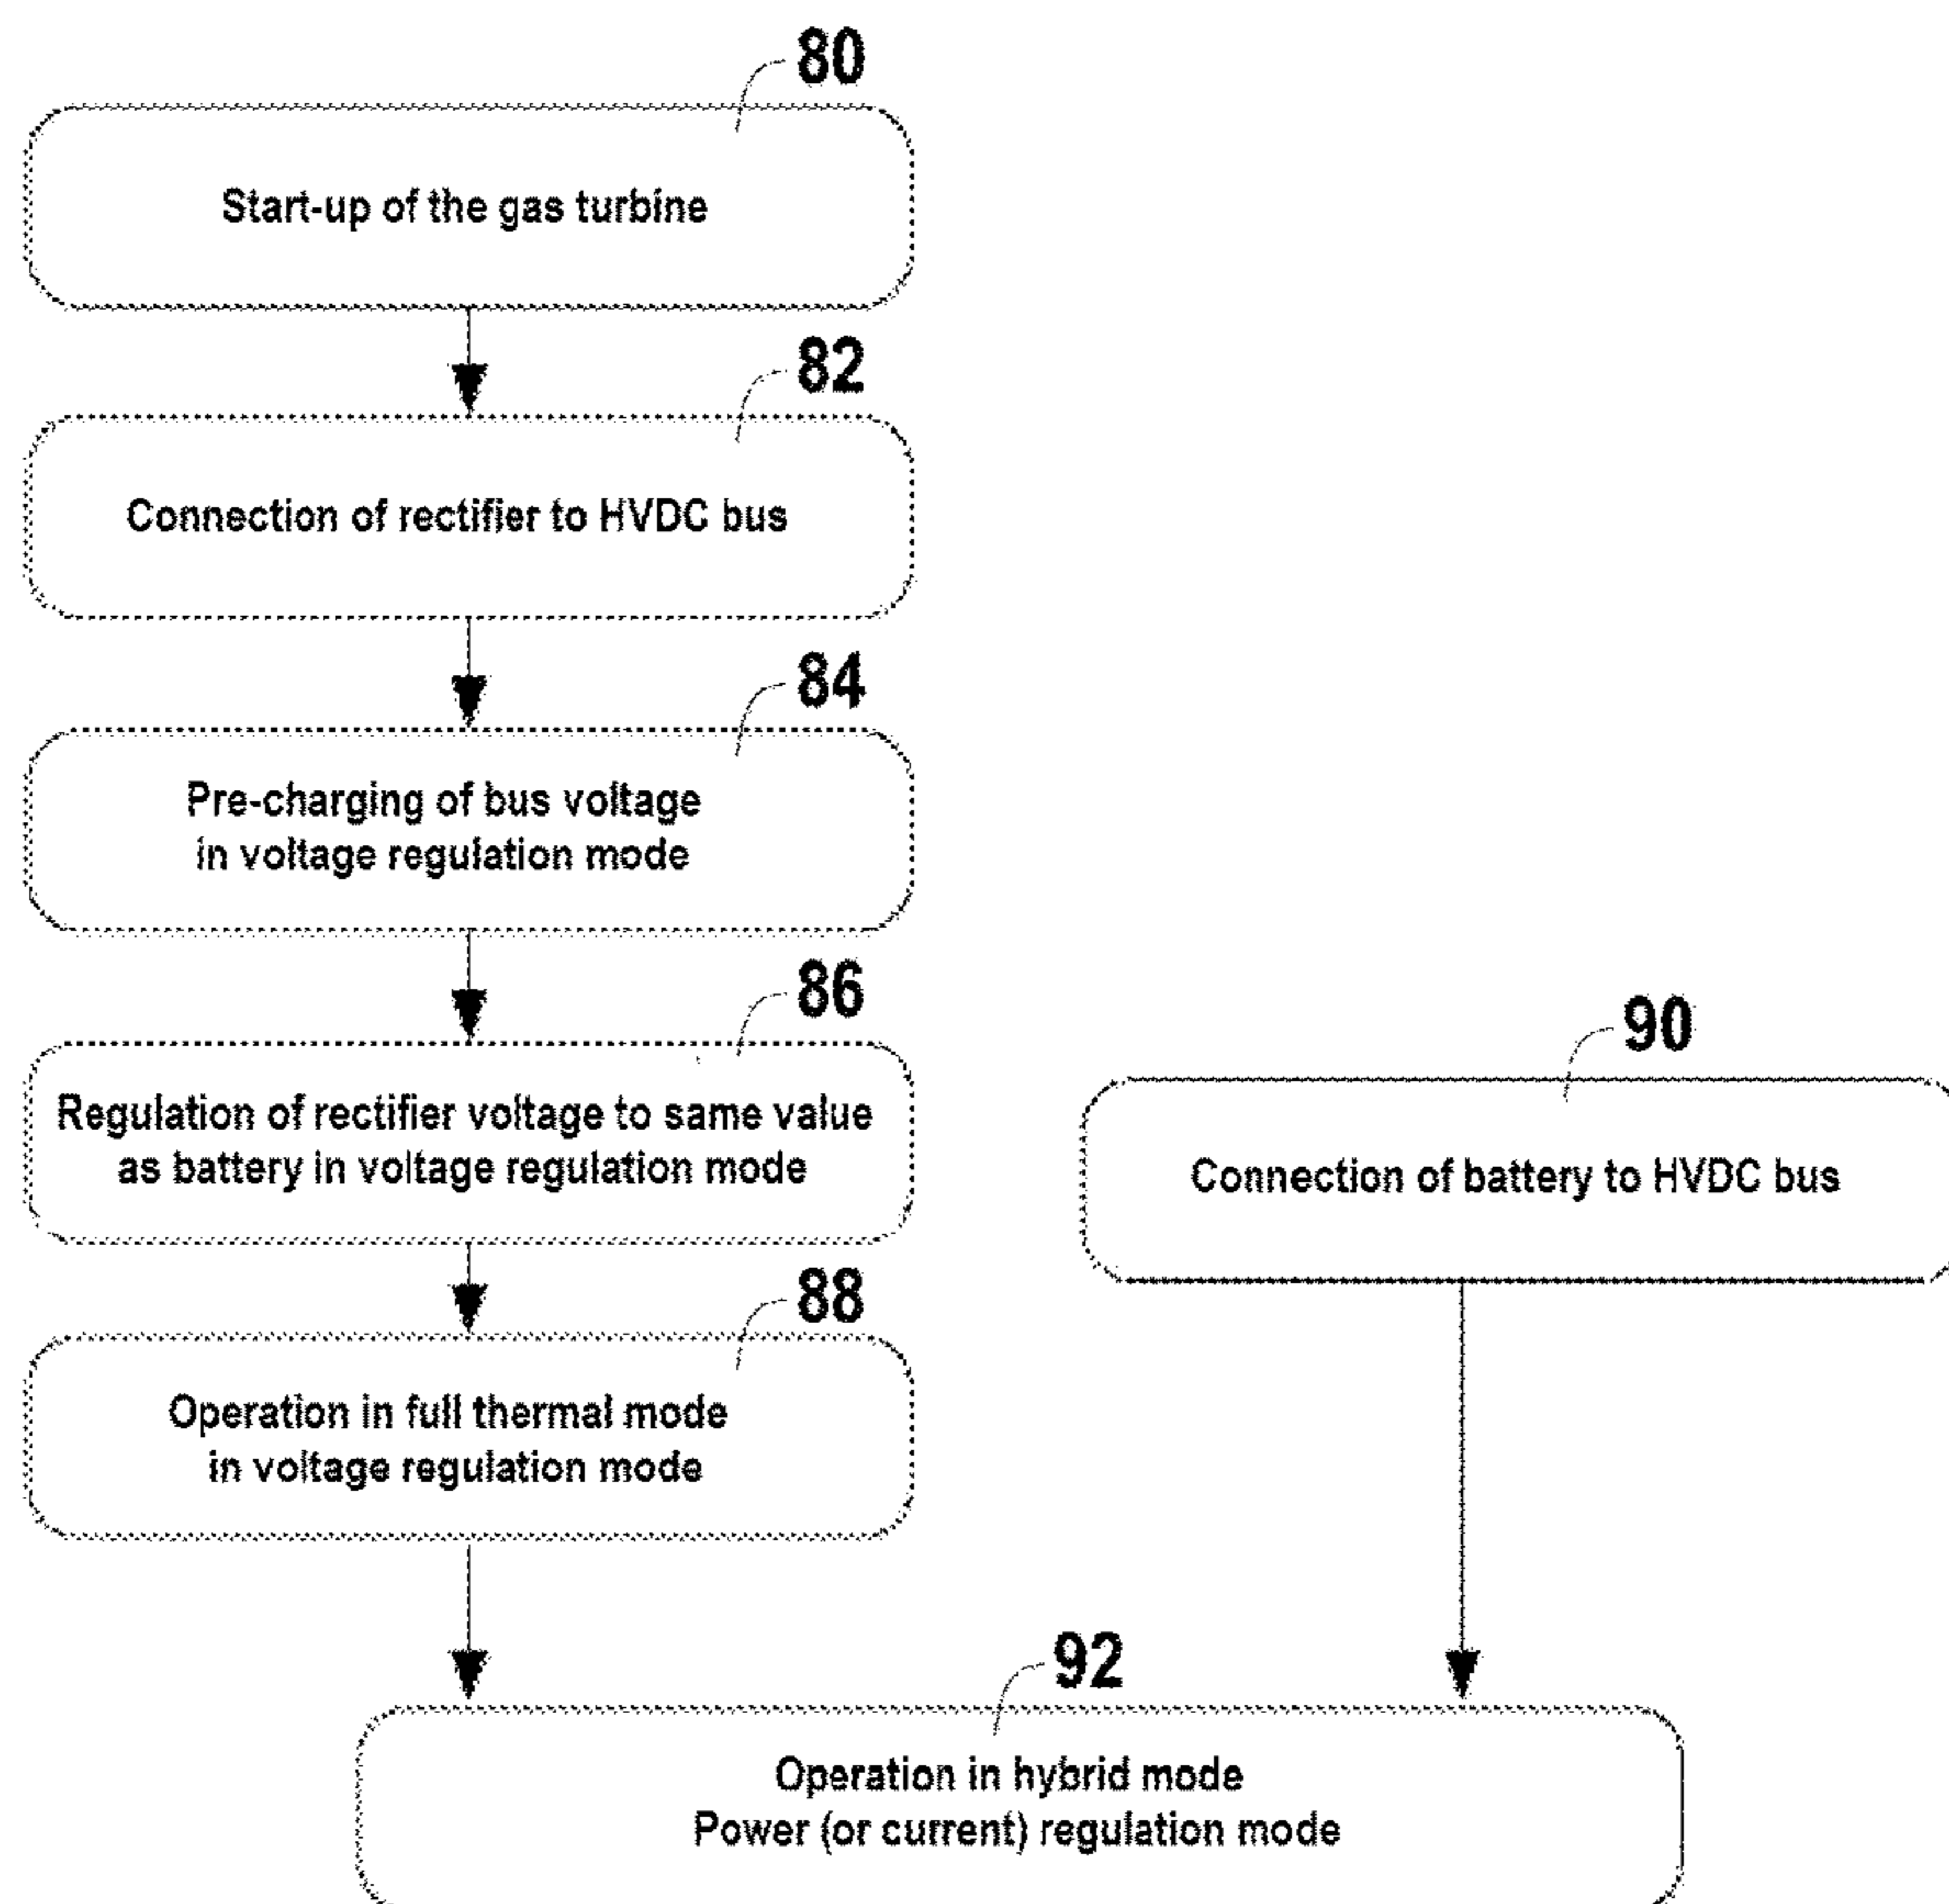 80
Start-up of the gas turbine
82
Connection of rectifier to HVDC bus
84
Pre-charging of bus voltage
in voltage regulation mode
86
Regulation of rectifier voltage to same value
as battery in voltage regulation mode
88
Operation in full thermal mode
in voltage regulation mode
90
Connection of battery to HVDC bus
92
Operation in hybrid mode
Power (or current) regulation mode